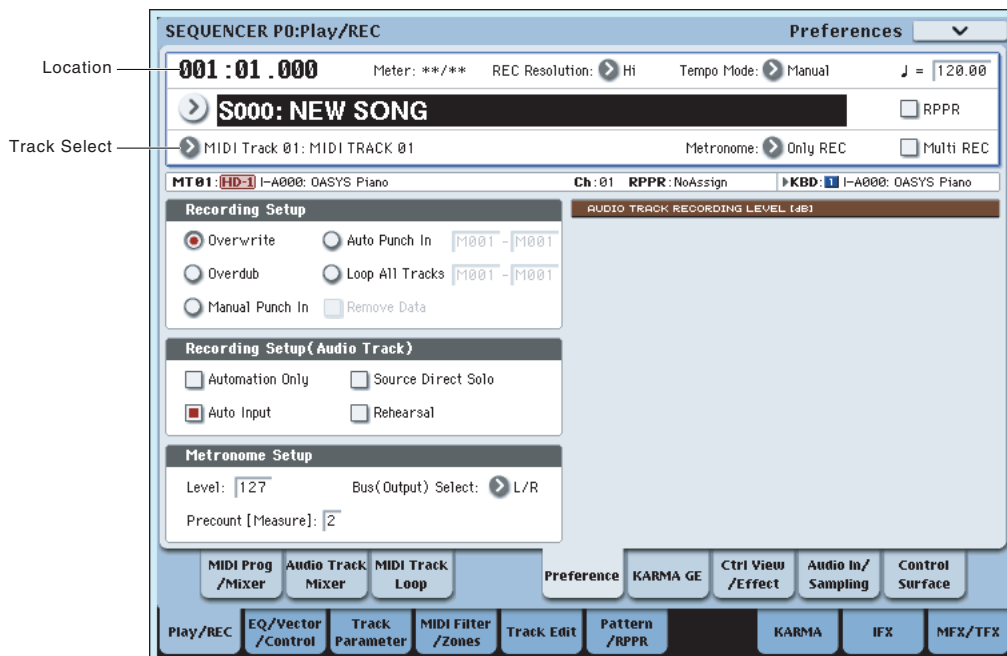 SEQUENCER P0:Play/REC Preferences
Location
001:01.000 Meter: **/** REC Resolution: Hi Tempo Mode: Manual ♩ = 120.00
S000: NEW SONG RPPR
Track Select
MIDI Track 01: MIDI TRACK 01 Metronome: Only REC Multi REC
MT01: HD-1 I-A000: OASYS Piano Ch:01 RPPR:NoAssign ▶KBD: 1 I-A000: OASYS Piano
Recording Setup
AUDIO TRACK RECORDING LEVEL [dB]
Overwrite Auto Punch In M001 - M001
Overdub Loop All Tracks M001 - M001
Manual Punch In Remove Data
Recording Setup(Audio Track)
Automation Only Source Direct Solo
Auto Input Rehearsal
Metronome Setup
Level: 127 Bus(Output) Select: L/R
Precount [Measure]: 2
MIDI Prog /Mixer
Audio Track Mixer
MIDI Track Loop
Preference
KARMA GE
Ctrl View /Effect
Audio In/ Sampling
Control Surface
Play/REC
EQ/Vector /Control
Track Parameter
MIDI Filter /Zones
Track Edit
Pattern /RPPR
KARMA
IFX
MFX/TFX